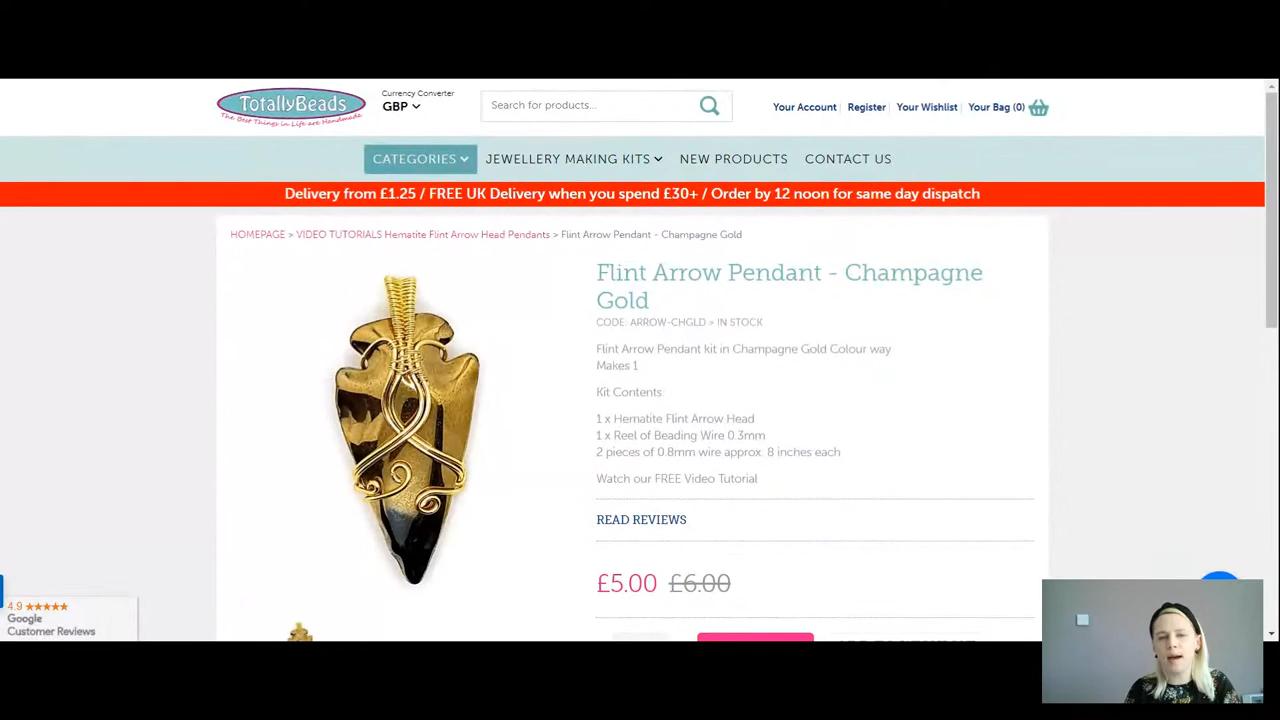 TotallyBeads
The Best Things in Life are Handmade
Currency Converter
GBP
Search for products...
Your Account
Register
Your Wishlist
Your Bag (0)
CATEGORIES
JEWELLERY MAKING KITS
NEW PRODUCTS
CONTACT US
Delivery from £1.25 / FREE UK Delivery when you spend £30+ / Order by 12 noon for same day dispatch
HOMEPAGE > VIDEO TUTORIALS Hematite Flint Arrow Head Pendants > Flint Arrow Pendant - Champagne Gold
Flint Arrow Pendant - Champagne
Gold
CODE: ARROW-CHGLD > IN STOCK
Flint Arrow Pendant kit in Champagne Gold Colour way
Makes 1
Kit Contents:
1 x Hematite Flint Arrow Head
1 x Reel of Beading Wire 0.3mm
2 pieces of 0.8mm wire approx. 8 inches each
Watch our FREE Video Tutorial
READ REVIEWS
£5.00 £6.00
4.9
Google
Customer Reviews